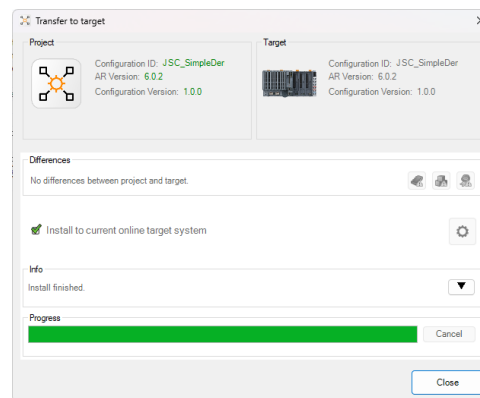 Transfer to target
Project
Configuration ID: JSC_SimpleDer
AR Version: 6.0.2
Configuration Version: 1.0.0
Target
Configuration ID: JSC_SimpleDer
AR Version: 6.0.2
Configuration Version: 1.0.0
Differences
No differences between project and target.
Install to current online target system
Info
Install finished.
Progress
Cancel
Close